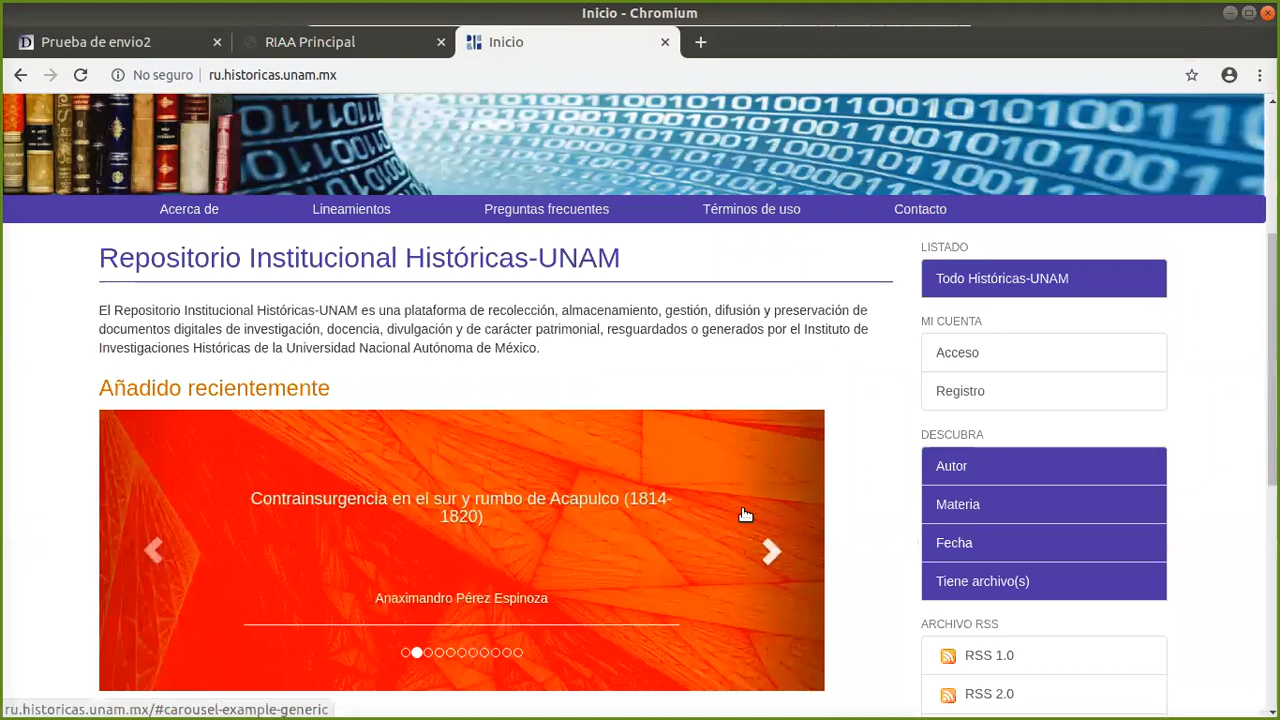 Inicio - Chromium
Prueba de envio2
RIAA Principal
Inicio
No seguro
ru.historicas.unam.mx
Acerca de
Lineamientos
Preguntas frecuentes
Términos de uso
Contacto
Repositorio Institucional Históricas-UNAM
El Repositorio Institucional Históricas-UNAM es una plataforma de recolección, almacenamiento, gestión, difusión y preservación de
documentos digitales de investigación, docencia, divulgación y de carácter patrimonial, resguardados o generados por el Instituto de
Investigaciones Históricas de la Universidad Nacional Autónoma de México.
Añadido recientemente
Contrainsurgencia en el sur y rumbo de Acapulco (1814-
1820)
Anaximandro Pérez Espinoza
LISTADO
Todo Históricas-UNAM
MI CUENTA
Acceso
Registro
DESCUBRA
Autor
Materia
Fecha
Tiene archivo(s)
ARCHIVO RSS
RSS 1.0
RSS 2.0
ru.historicas.unam.mx/#carousel-example-generic